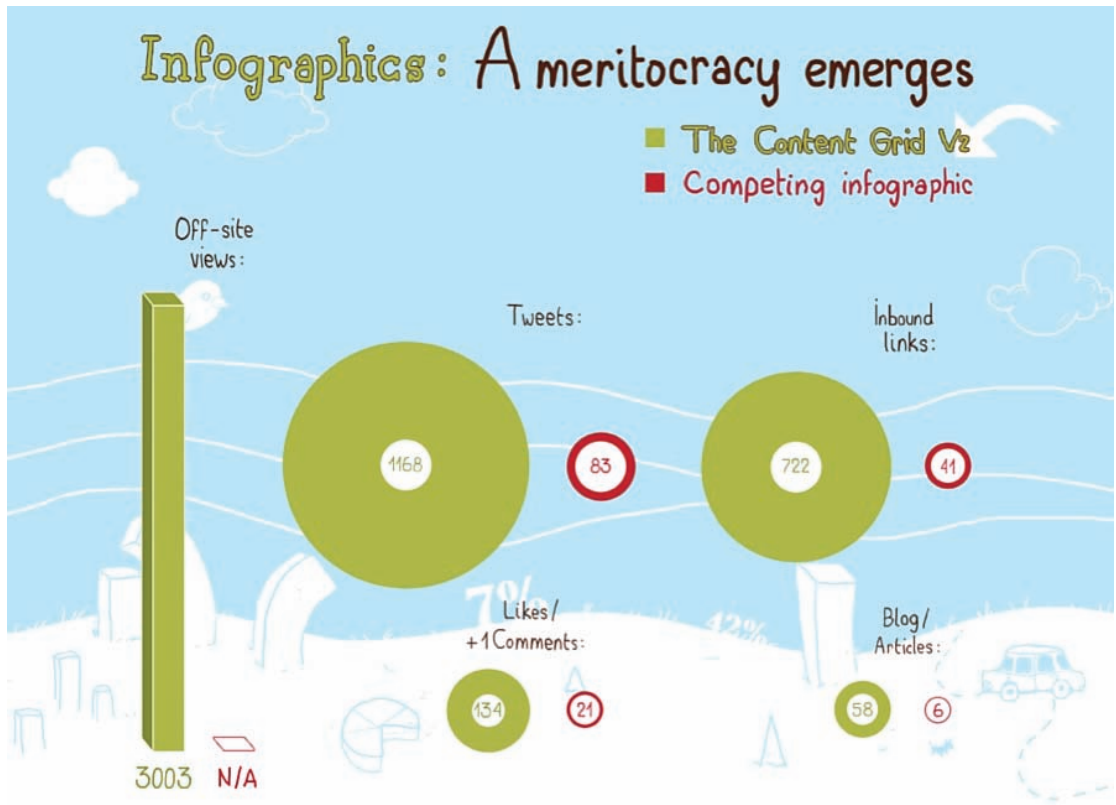 Infographics: A meritocracy emerges
The Content Grid V2
Competing infographic
Off-site
views:
Tweets:
Inbound
links:
1168
83
722
41
7%
42%
Likes/
+1 Comments:
Blog/
Articles:
134
21
58
6
3003
N/A